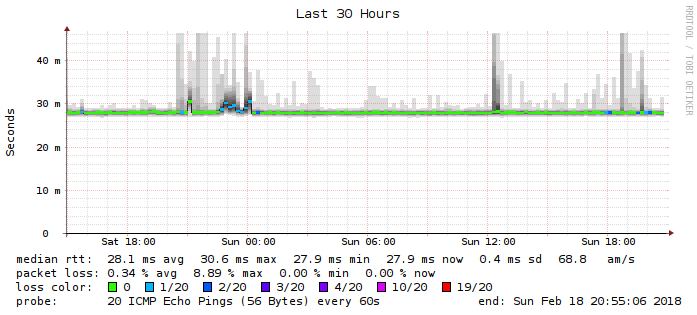 Last 30 Hours
RRDTOOL / TOBI OETIKER
Seconds
40 m
30 m
20 m
10 m
0
Sat 18:00 Sun 00:00 Sun 06:00 Sun 12:00 Sun 18:00
median rtt: 28.1 ms avg 30.6 ms max 27.9 ms min 27.9 ms now 0.4 ms sd 68.8 am/s
packet loss: 0.34 % avg 8.89 % max 0.00 % min 0.00 % now
loss color: 0 1/20 2/20 3/20 4/20 10/20 19/20
probe: 20 ICMP Echo Pings (56 Bytes) every 60s end: Sun Feb 18 20:55:06 2018